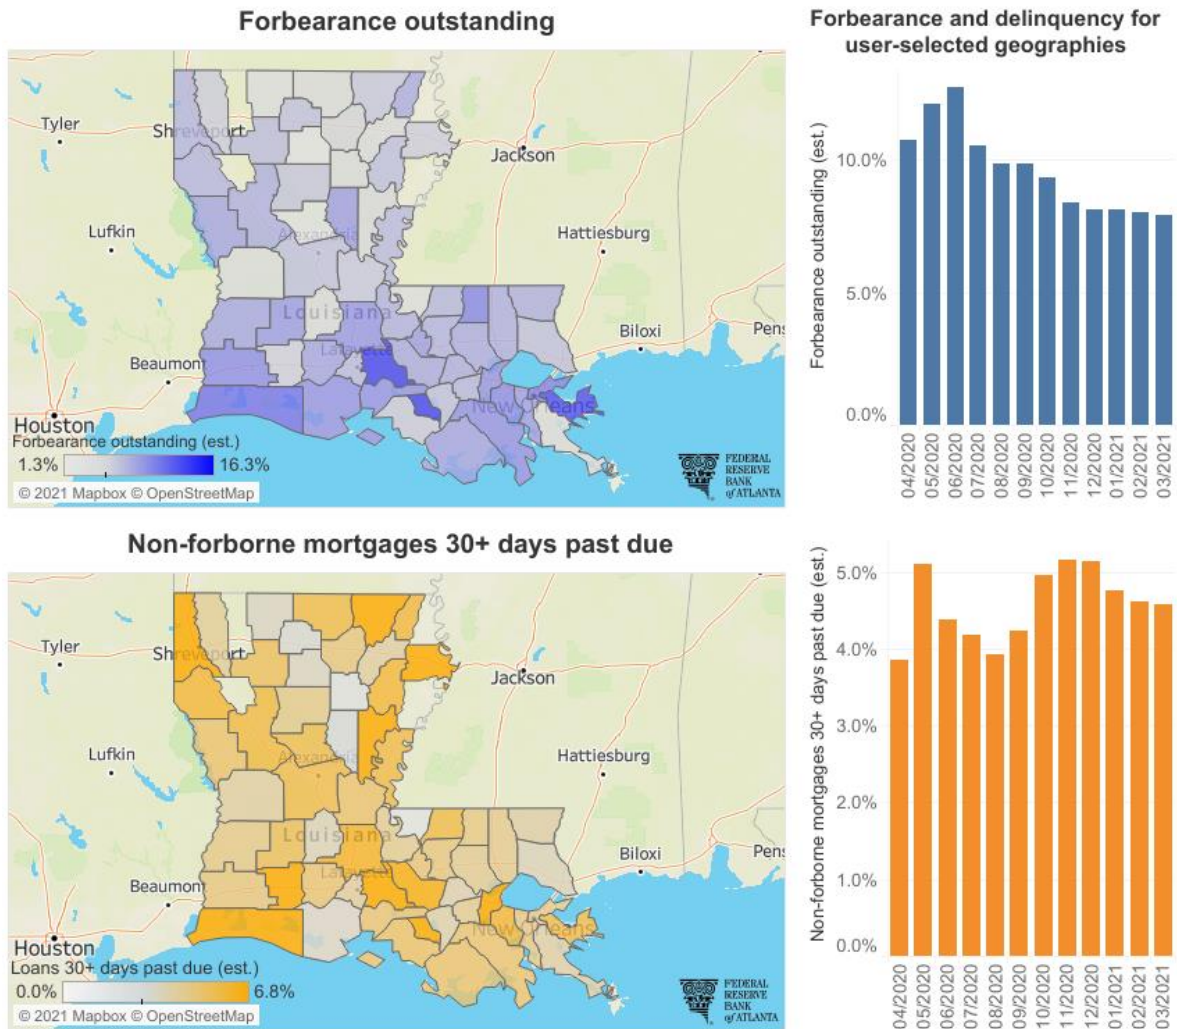 Forbearance outstanding
Tyler
Shreveport
Jackson
Lufkin
Alexandria
Hattiesburg
Louisiana
Biloxi
Pens
Beaumont
Lafayette
New Orleans
Houston
Forbearance outstanding (est.)
1.3%
16.3%
© 2021 Mapbox © OpenStreetMap
FEDERAL
RESERVE
BANK
of ATLANTA
Forbearance and delinquency for
user-selected geographies
Forbearance outstanding (est.)
10.0%
5.0%
0.0%
04/2020
05/2020
06/2020
07/2020
08/2020
09/2020
10/2020
11/2020
12/2020
01/2021
02/2021
03/2021
Non-forborne mortgages 30+ days past due
Tyler
Shreveport
Jackson
Lufkin
Alexandria
Hattiesburg
Louisiana
Biloxi
Pens
Beaumont
Lafayette
New Orleans
Houston
Loans 30+ days past due (est.)
0.0%
6.8%
© 2021 Mapbox © OpenStreetMap
FEDERAL
RESERVE
BANK
of ATLANTA
Non-forborne mortgages 30+ days past due (est.)
5.0%
4.0%
3.0%
2.0%
1.0%
0.0%
04/2020
05/2020
06/2020
07/2020
08/2020
09/2020
10/2020
11/2020
12/2020
01/2021
02/2021
03/2021